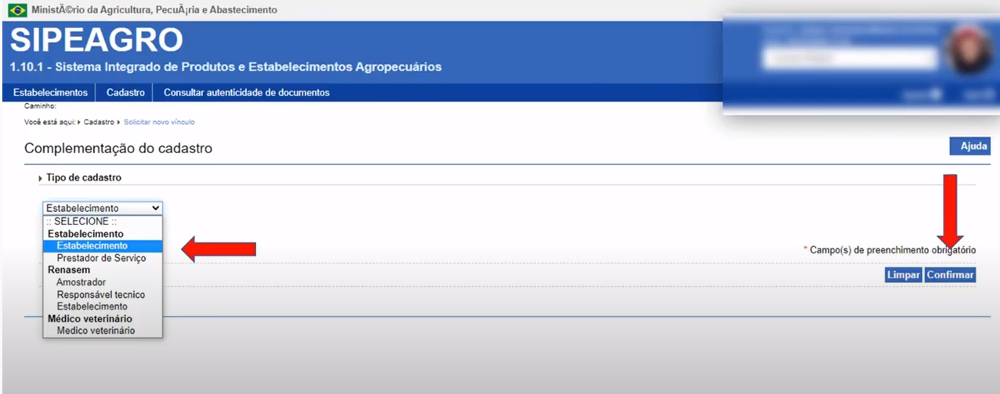 MinistÃ©rio da Agricultura, PecuÃ¡ria e Abastecimento
SIPEAGRO
1.10.1 - Sistema Integrado de Produtos e Estabelecimentos Agropecuários
Estabelecimentos Cadastro Consultar autenticidade de documentos
Caminho:
Você está aqui: Cadastro Solicitar novo vínculo
Complementação do cadastro
Ajuda
Tipo de cadastro
Estabelecimento
:: SELECIONE ::
Estabelecimento
Estabelecimento
Prestador de Serviço
Renasem
Amostrador
Responsável tecnico
Estabelecimento
Médico veterinário
Medico veterinário
* Campo(s) de preenchimento obrigatório
Limpar Confirmar